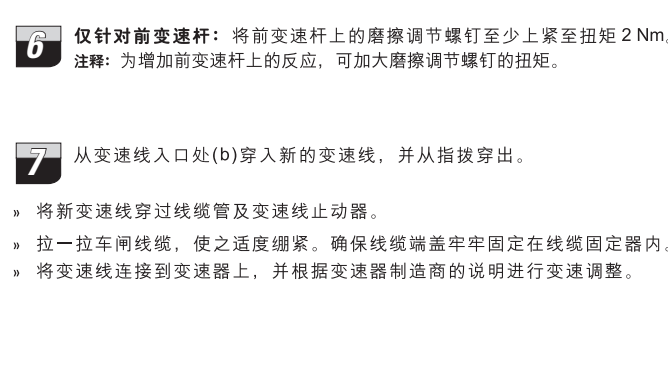 6 仅针对前变速杆：将前变速杆上的磨擦调节螺钉至少上紧至扭矩 2 Nm。
注释：为增加前变速杆上的反应，可加大磨擦调节螺钉的扭矩。
7 从变速线入口处(b)穿入新的变速线，并从指拨穿出。
» 将新变速线穿过线缆管及变速线止动器。
» 拉一拉车闸线缆，使之适度绷紧。确保线缆端盖牢牢固定在线缆固定器内。
» 将变速线连接到变速器上，并根据变速器制造商的说明进行变速调整。